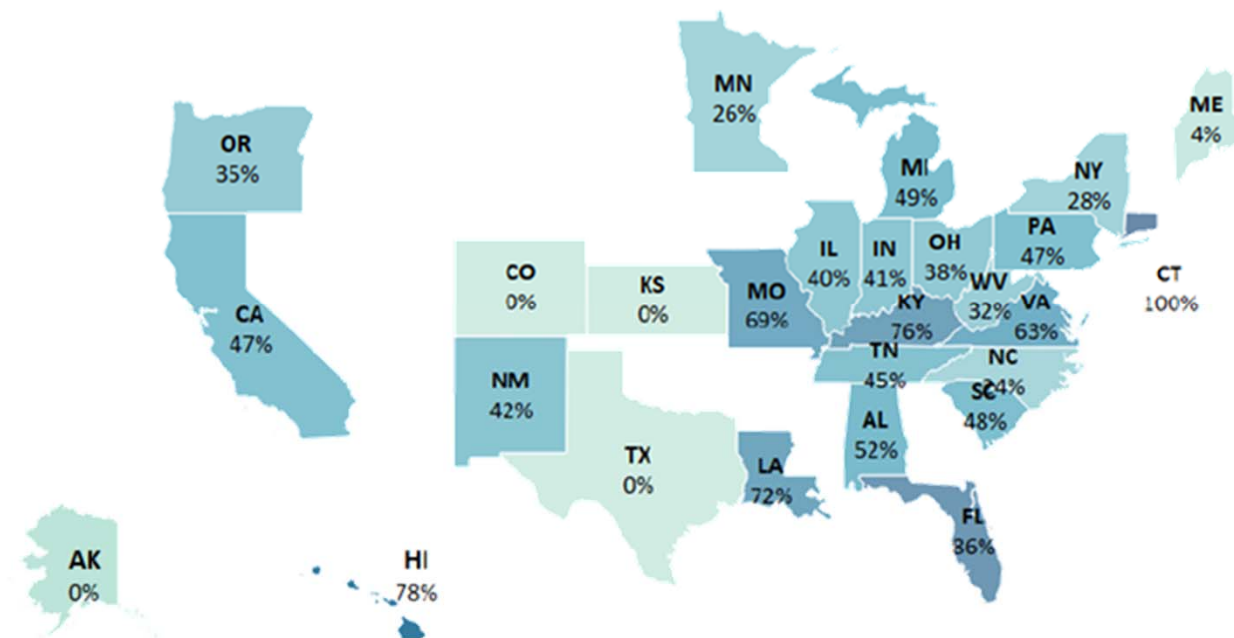 MN
26%
ME
4%
OR
35%
MI
49%
NY
28%
PA
47%
IL
40%
IN
41%
OH
38%
CO
0%
KS
0%
MO
69%
WV
32%
KY
76%
VA
63%
CT
100%
CA
47%
TN
45%
NC
24%
NM
42%
SC
48%
AL
52%
TX
0%
LA
72%
FL
86%
AK
0%
HI
78%